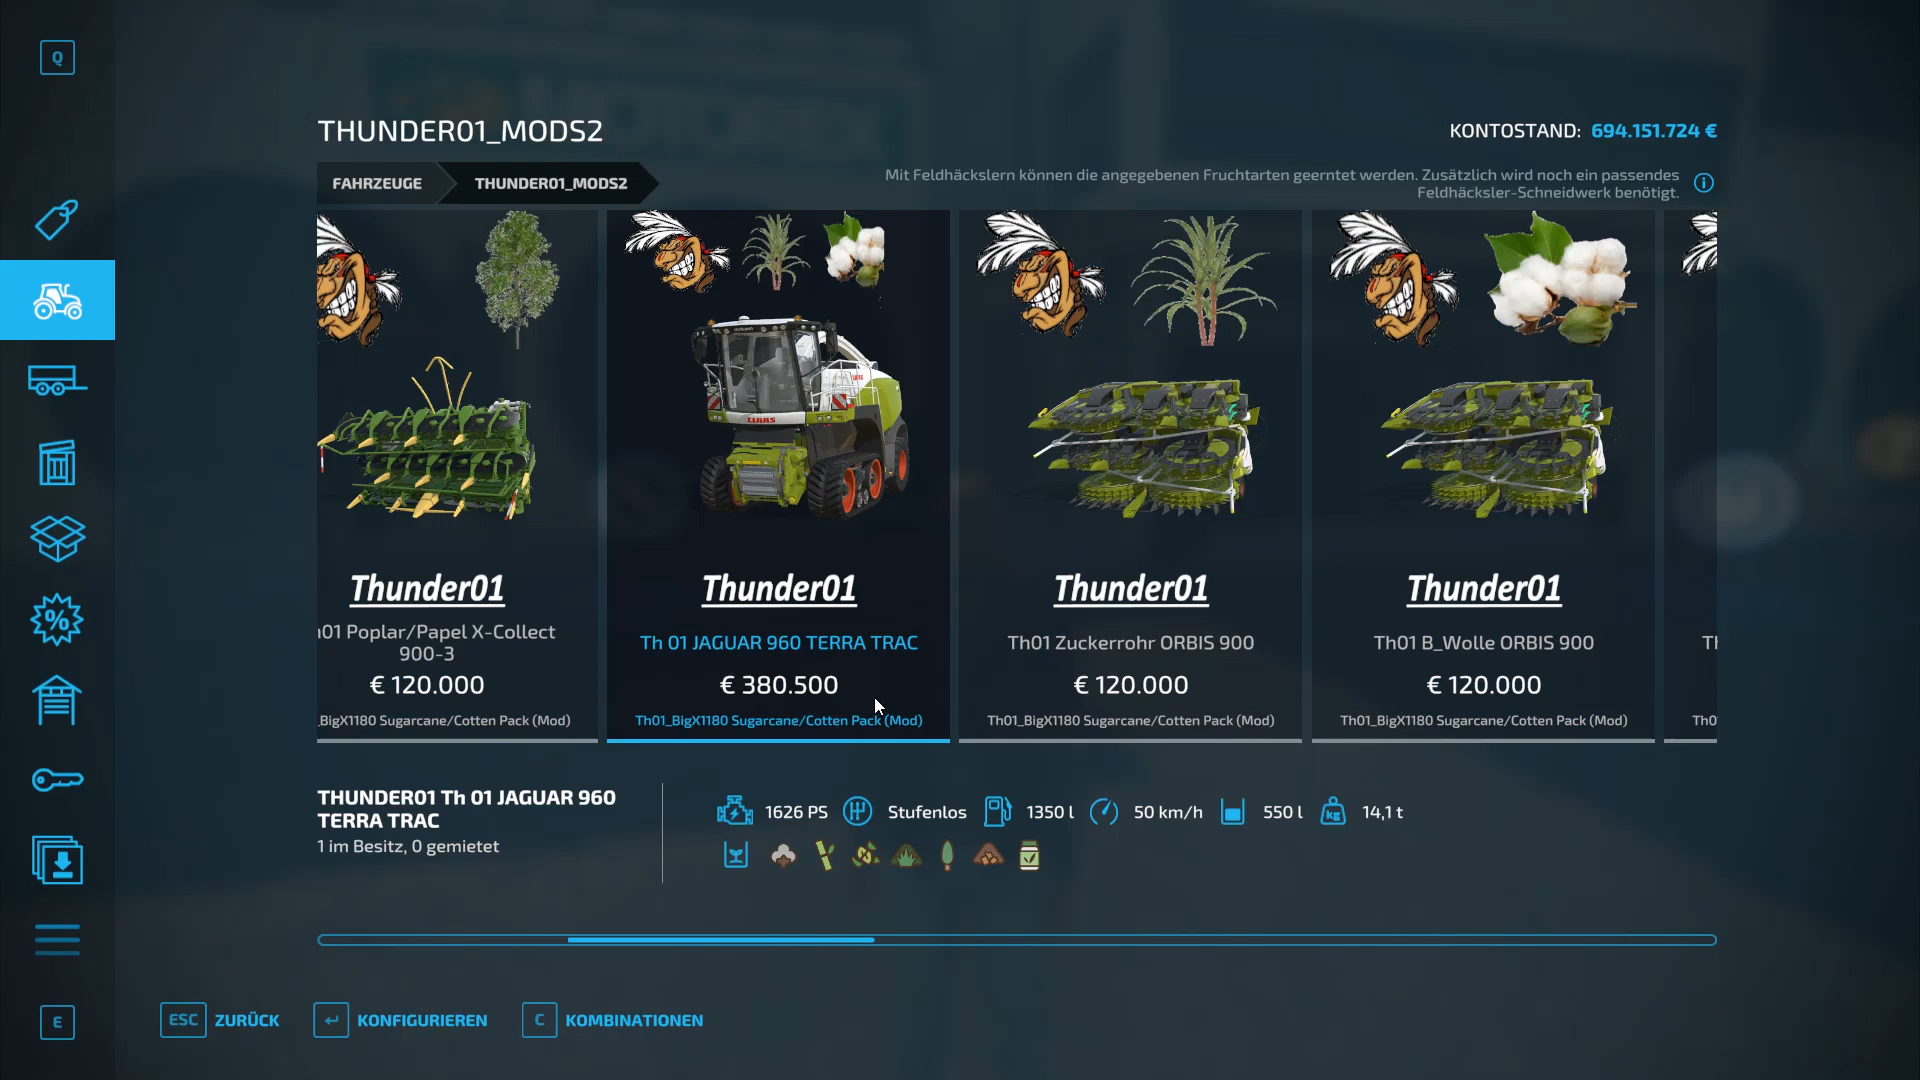 Q
THUNDER01_MODS2
KONTOSTAND: 694.151.724 €
FAHRZEUGE
THUNDER01_MODS2
Mit Feldhäckslern können die angegebenen Fruchtarten geerntet werden. Zusätzlich wird noch ein passendes
Feldhäcksler-Schneidwerk benötigt.
CLAAS
Thunder01
Thunder01
Thunder01
Thunder01
01 Poplar/Papel X-Collect
900-3
€ 120.000
_BigX1180 Sugarcane/Cotten Pack (Mod)
Th 01 JAGUAR 960 TERRA TRAC
€ 380.500
Th01_BigX1180 Sugarcane/Cotten Pack (Mod)
Th01 Zuckerrohr ORBIS 900
€ 120.000
Th01_BigX1180 Sugarcane/Cotten Pack (Mod)
Th01 B_Wolle ORBIS 900
€ 120.000
Th01_BigX1180 Sugarcane/Cotten Pack (Mod)
THUNDER01 Th 01 JAGUAR 960
TERRA TRAC
1 im Besitz, 0 gemietet
1626 PS
Stufenlos
1350 l
50 km/h
550 l
kg
14,1 t
E
ESC ZURÜCK
↵ KONFIGURIEREN
C KOMBINATIONEN